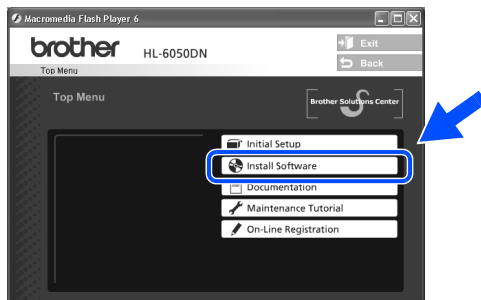 Macromedia Flash Player 6
brother
HL-6050DN
Exit
Back
Top Menu
Top Menu
Brother Solutions Center
Initial Setup
Install Software
Documentation
Maintenance Tutorial
On-Line Registration